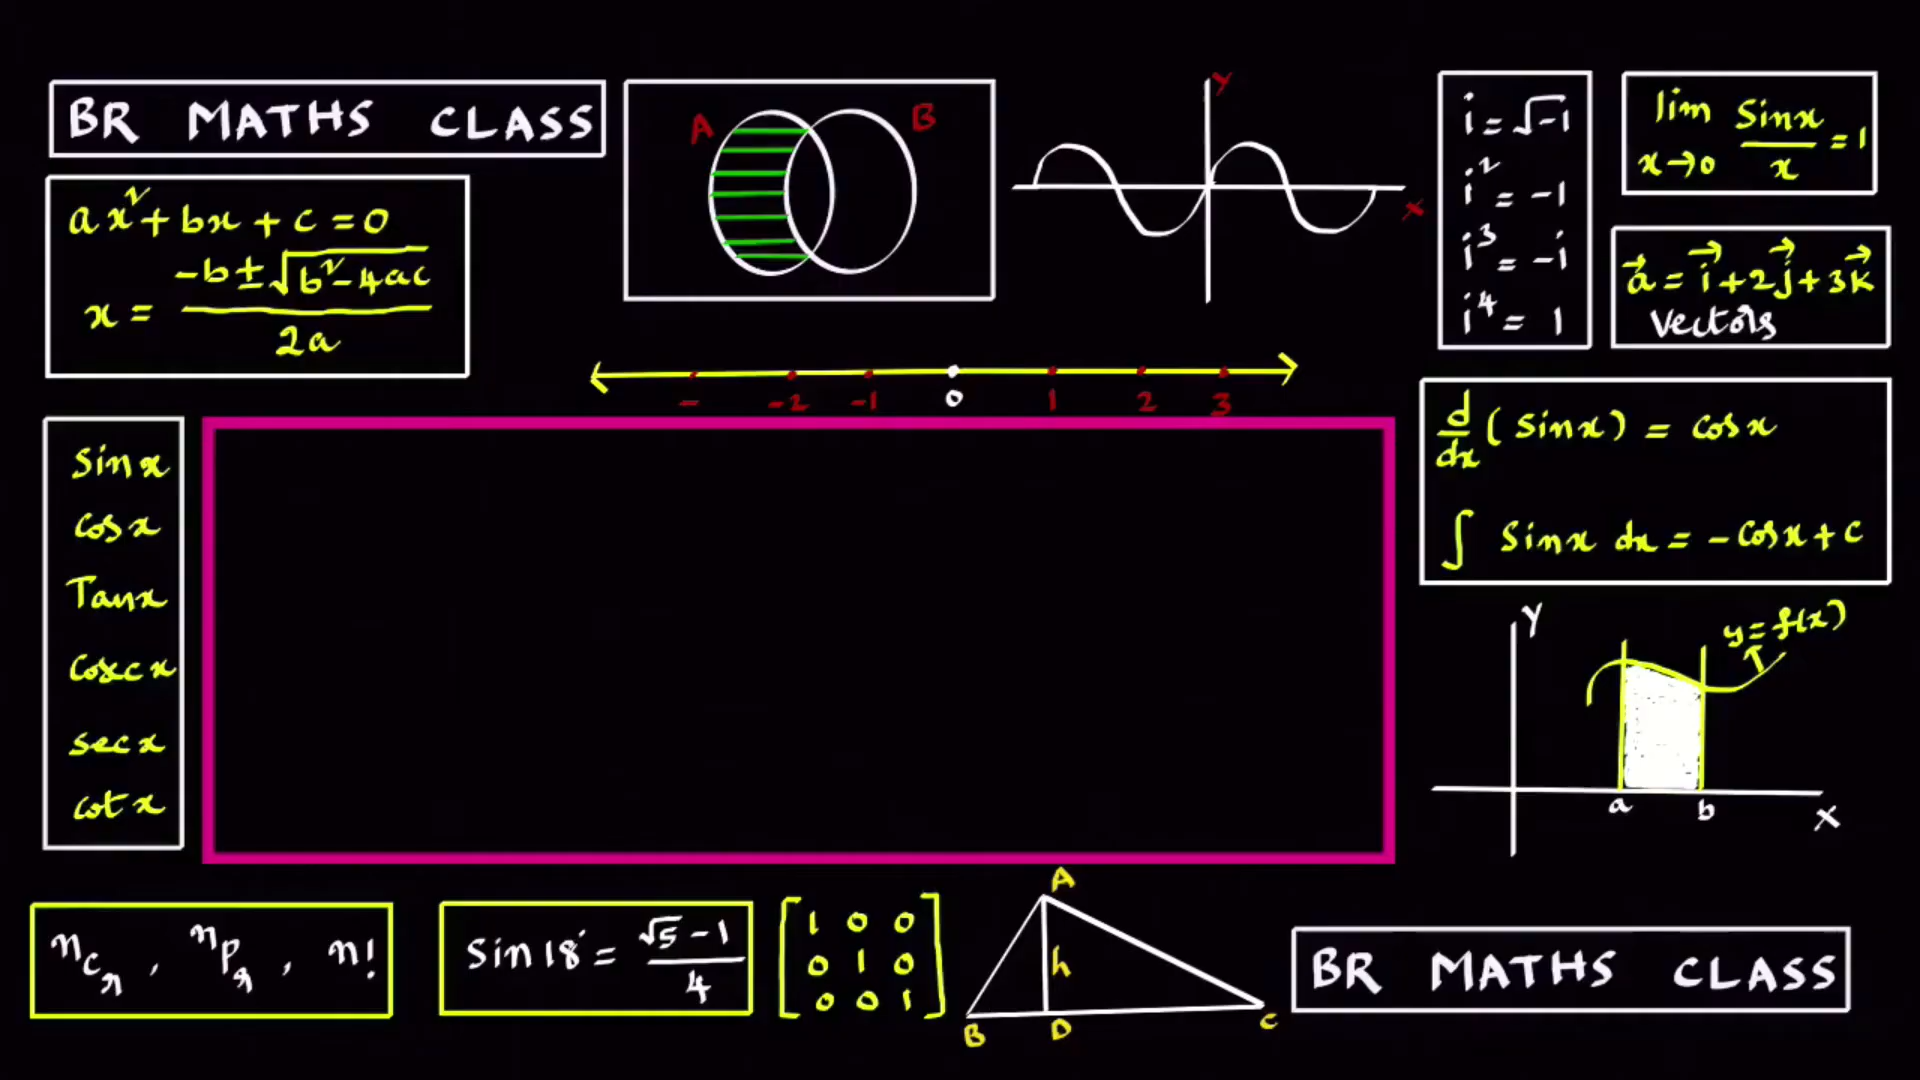 BR MATHS CLASS
ax²+bx+c=0
x = (-b±√(b²-4ac))/2a
A B
Y
X
i=√-1
i²=-1
i³=-i
i⁴=1
lim x→0 Sinx/x =1
a⃗ = i⃗+2j⃗+3k⃗
Vectors
- -2 -1 0 1 2 3
Sinx
Cosx
Tanx
Cosecx
secx
cotx
d/dx (Sinx) = Cosx
∫ Sinx dx = -Cosx+c
Y
y=f(x)
a b X
ⁿCᵣ, ⁿPᵣ, n!
Sin18° = (√5-1)/4
1 0 0
0 1 0
0 0 1
A
h
B D C
BR MATHS CLASS